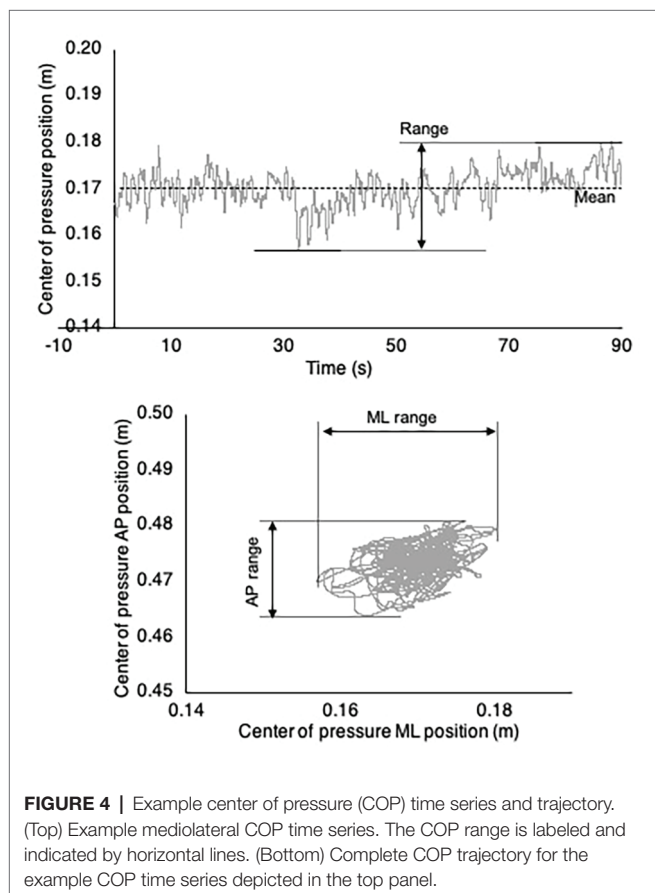 0.20
0.19
0.18
0.17
0.16
0.15
0.14
Center of pressure position (m)
Range
Mean
-10 10 30 50 70 90
Time (s)
0.50
0.49
0.48
0.47
0.46
0.45
Center of pressure AP position (m)
ML range
AP range
0.14 0.16 0.18
Center of pressure ML position (m)
FIGURE 4 | Example center of pressure (COP) time series and trajectory.
(Top) Example mediolateral COP time series. The COP range is labeled and
indicated by horizontal lines. (Bottom) Complete COP trajectory for the
example COP time series depicted in the top panel.